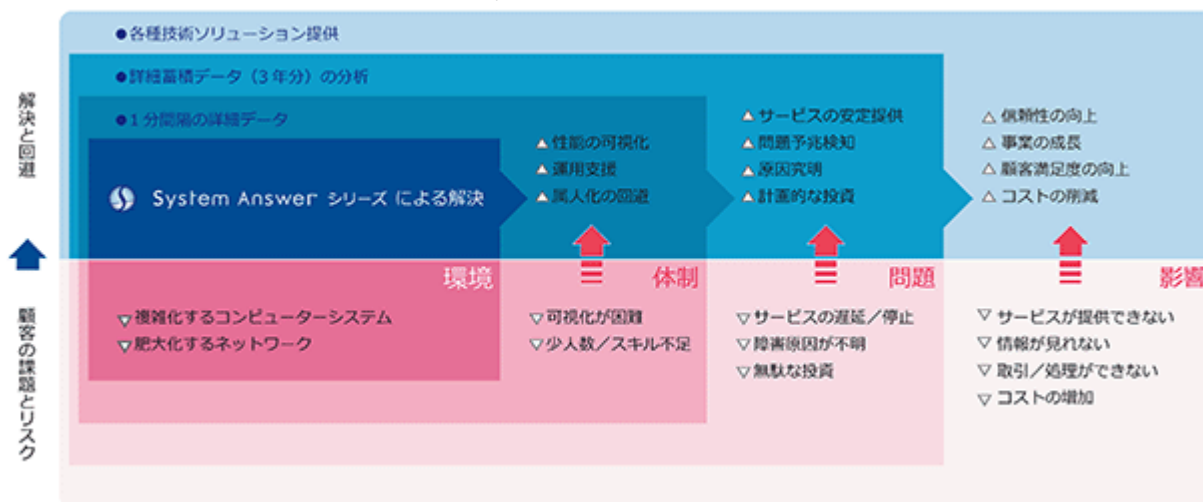 ●各種技術ソリューション提供
●詳細蓄積データ（3年分）の分析
●1分間隔の詳細データ
System Answer シリーズ による解決
△性能の可視化
△運用支援
△属人化の回避
△サービスの安定提供
△問題予兆検知
△原因究明
△計画的な投資
△信頼性の向上
△事業の成長
△顧客満足度の向上
△コストの削減
解決と回避
環境
体制
問題
影響
顧客の課題とリスク
▽複雑化するコンピューターシステム
▽肥大化するネットワーク
▽可視化が困難
▽少人数／スキル不足
▽サービスの遅延／停止
▽障害原因が不明
▽無駄な投資
▽サービスが提供できない
▽情報が見れない
▽取引／処理ができない
▽コストの増加